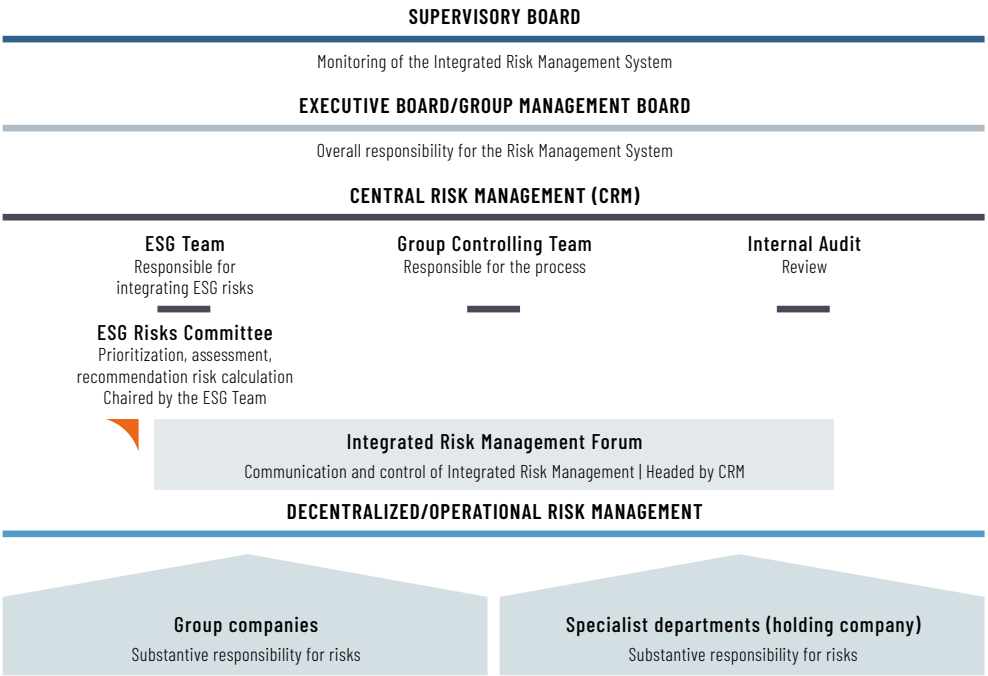 SUPERVISORY BOARD
Monitoring of the Integrated Risk Management System
EXECUTIVE BOARD/GROUP MANAGEMENT BOARD
Overall responsibility for the Risk Management System
CENTRAL RISK MANAGEMENT (CRM)
ESG Team
Responsible for
integrating ESG risks
Group Controlling Team
Responsible for the process
Internal Audit
Review
ESG Risks Committee
Prioritization, assessment,
recommendation risk calculation
Chaired by the ESG Team
Integrated Risk Management Forum
Communication and control of Integrated Risk Management | Headed by CRM
DECENTRALIZED/OPERATIONAL RISK MANAGEMENT
Group companies
Substantive responsibility for risks
Specialist departments (holding company)
Substantive responsibility for risks